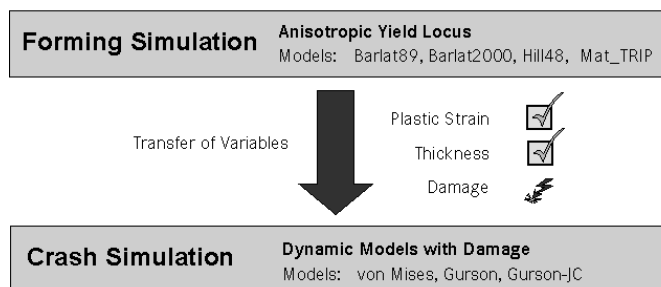 Forming Simulation
Anisotropic Yield Locus
Models: Barlat89, Barlat2000, Hill48, Mat_TRIP
Transfer of Variables
Plastic Strain
Thickness
Damage
Crash Simulation
Dynamic Models with Damage
Models: von Mises, Gurson, Gurson-JC